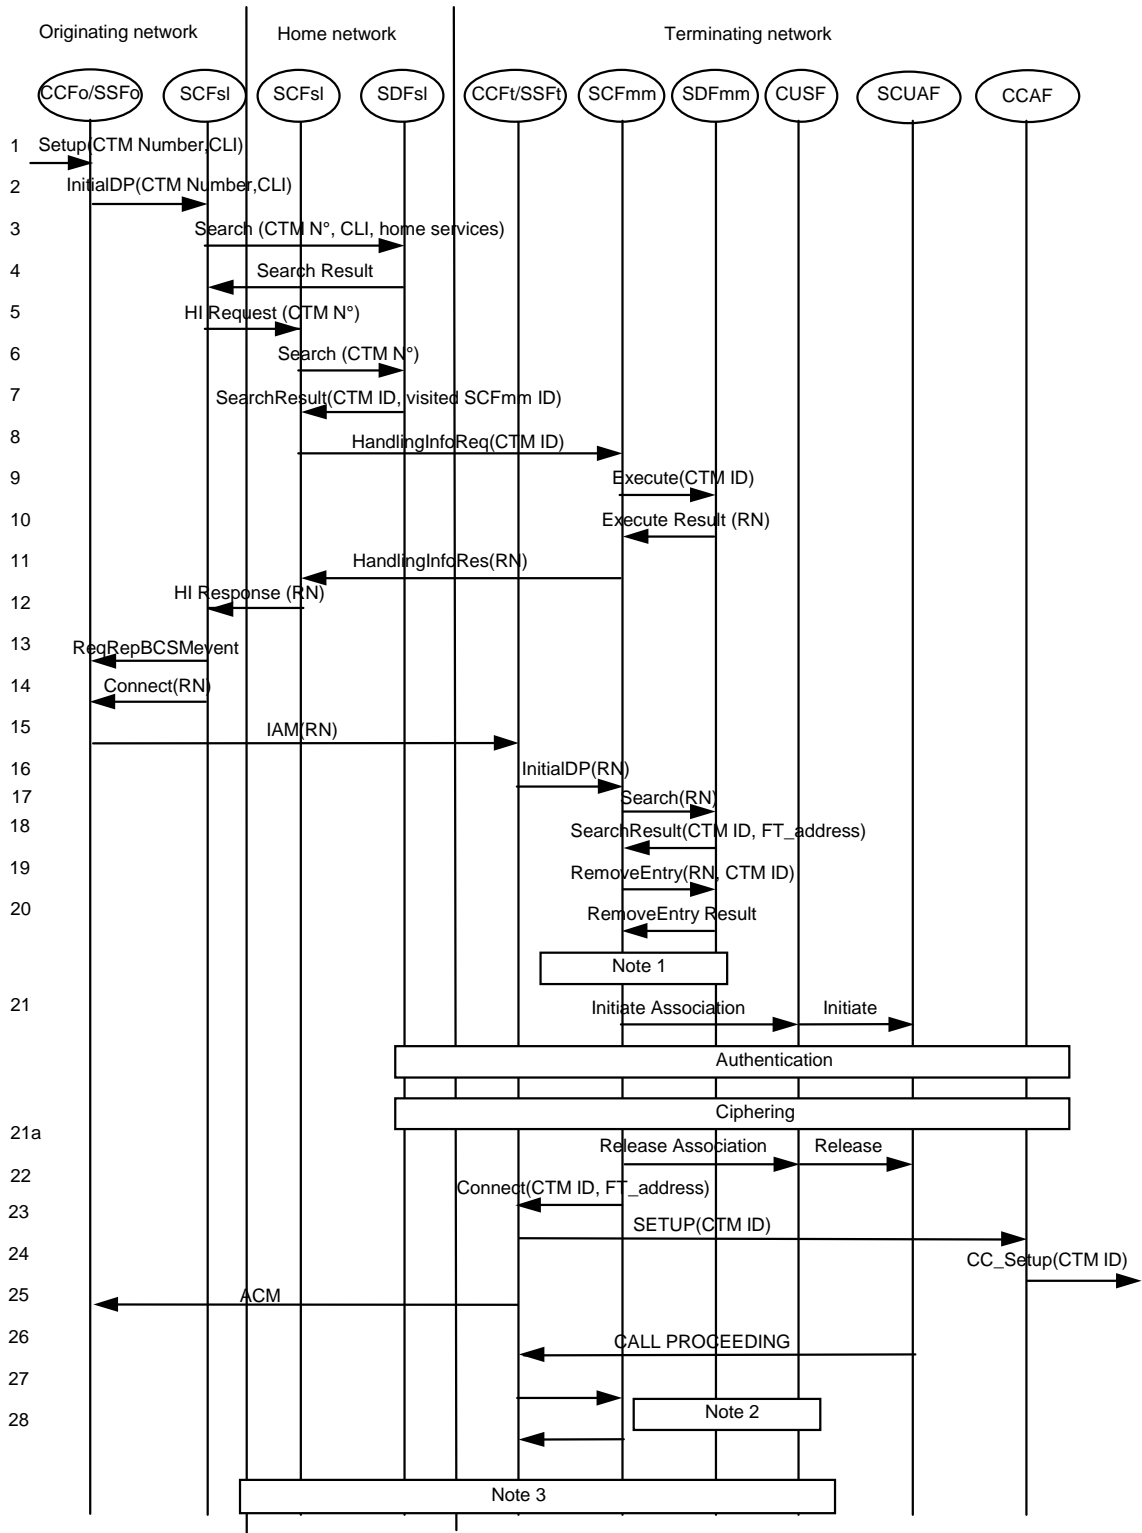 Originating network Home network Terminating network
CCFo/SSFo SCFsl SCFsl SDFsl CCFt/SSFt SCFmm SDFmm CUSF SCUAF CCAF
1 Setup(CTM Number,CLI)
2 InitialDP(CTM Number,CLI)
3 Search (CTM N°, CLI, home services)
4 Search Result
5 HI Request (CTM N°)
6 Search (CTM N°)
7 SearchResult(CTM ID, visited SCFmm ID)
8 HandlingInfoReq(CTM ID)
9 Execute(CTM ID)
10 Execute Result (RN)
11 HandlingInfoRes(RN)
12 HI Response (RN)
13 ReqRepBCSMevent
14 Connect(RN)
15 IAM(RN)
16 InitialDP(RN)
17 Search(RN)
18 SearchResult(CTM ID, FT_address)
19 RemoveEntry(RN, CTM ID)
20 RemoveEntry Result
Note 1
21 Initiate Association Initiate
Authentication
Ciphering
21a Release Association Release
22 Connect(CTM ID, FT_address)
23 SETUP(CTM ID)
24 CC_Setup(CTM ID)
25 ACM
26 CALL PROCEEDING
27
28 Note 2
Note 3